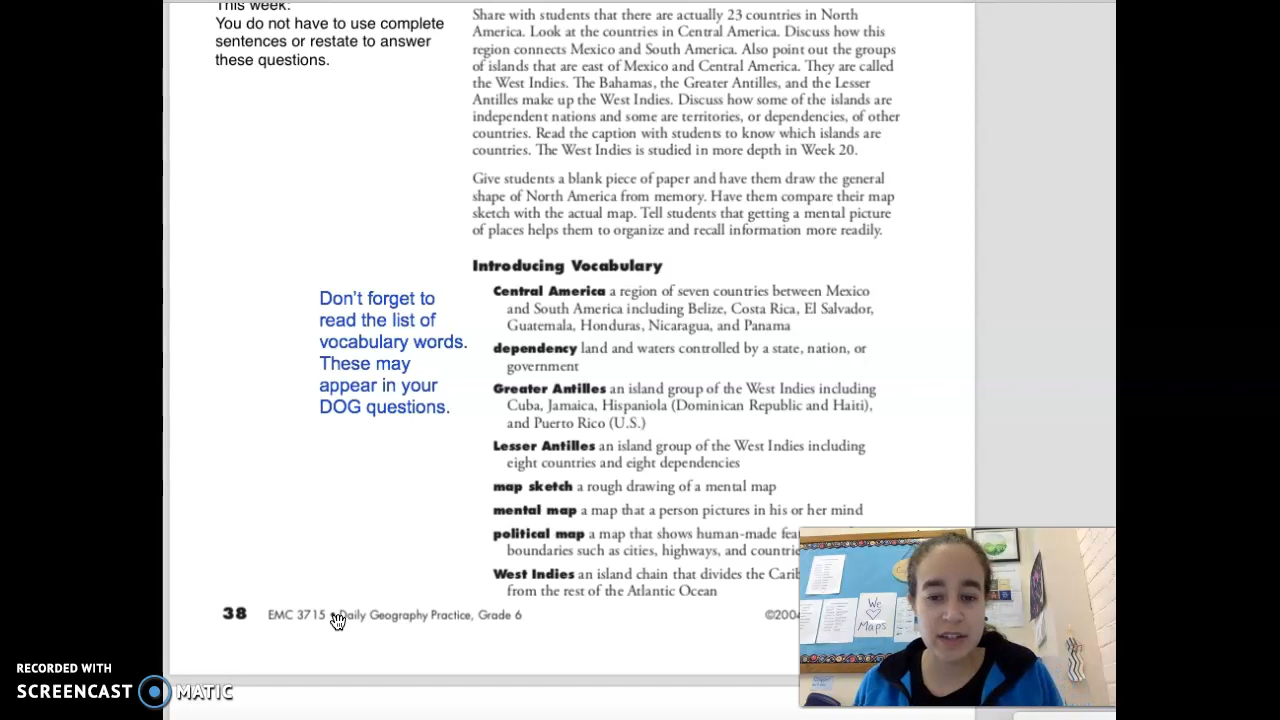 This week:
You do not have to use complete
sentences or restate to answer
these questions.
Share with students that there are actually 23 countries in North
America. Look at the countries in Central America. Discuss how this
region connects Mexico and South America. Also point out the groups
of islands that are east of Mexico and Central America. They are called
the West Indies. The Bahamas, the Greater Antilles, and the Lesser
Antilles make up the West Indies. Discuss how some of the islands are
independent nations and some are territories, or dependencies, of other
countries. Read the caption with students to know which islands are
countries. The West Indies is studied in more depth in Week 20.
Give students a blank piece of paper and have them draw the general
shape of North America from memory. Have them compare their map
sketch with the actual map. Tell students that getting a mental picture
of places helps them to organize and recall information more readily.
Introducing Vocabulary
Central America a region of seven countries between Mexico
and South America including Belize, Costa Rica, El Salvador,
Guatemala, Honduras, Nicaragua, and Panama
dependency land and waters controlled by a state, nation, or
government
Greater Antilles an island group of the West Indies including
Cuba, Jamaica, Hispaniola (Dominican Republic and Haiti),
and Puerto Rico (U.S.)
Lesser Antilles an island group of the West Indies including
eight countries and eight dependencies
map sketch a rough drawing of a mental map
mental map a map that a person pictures in his or her mind
political map a map that shows human-made fea
boundaries such as cities, highways, and countrie
West Indies an island chain that divides the Carib
from the rest of the Atlantic Ocean
Don't forget to
read the list of
vocabulary words.
These may
appear in your
DOG questions.
38 EMC 3715 • Daily Geography Practice, Grade 6 ©2004
We
Maps
RECORDED WITH
SCREENCAST MATIC